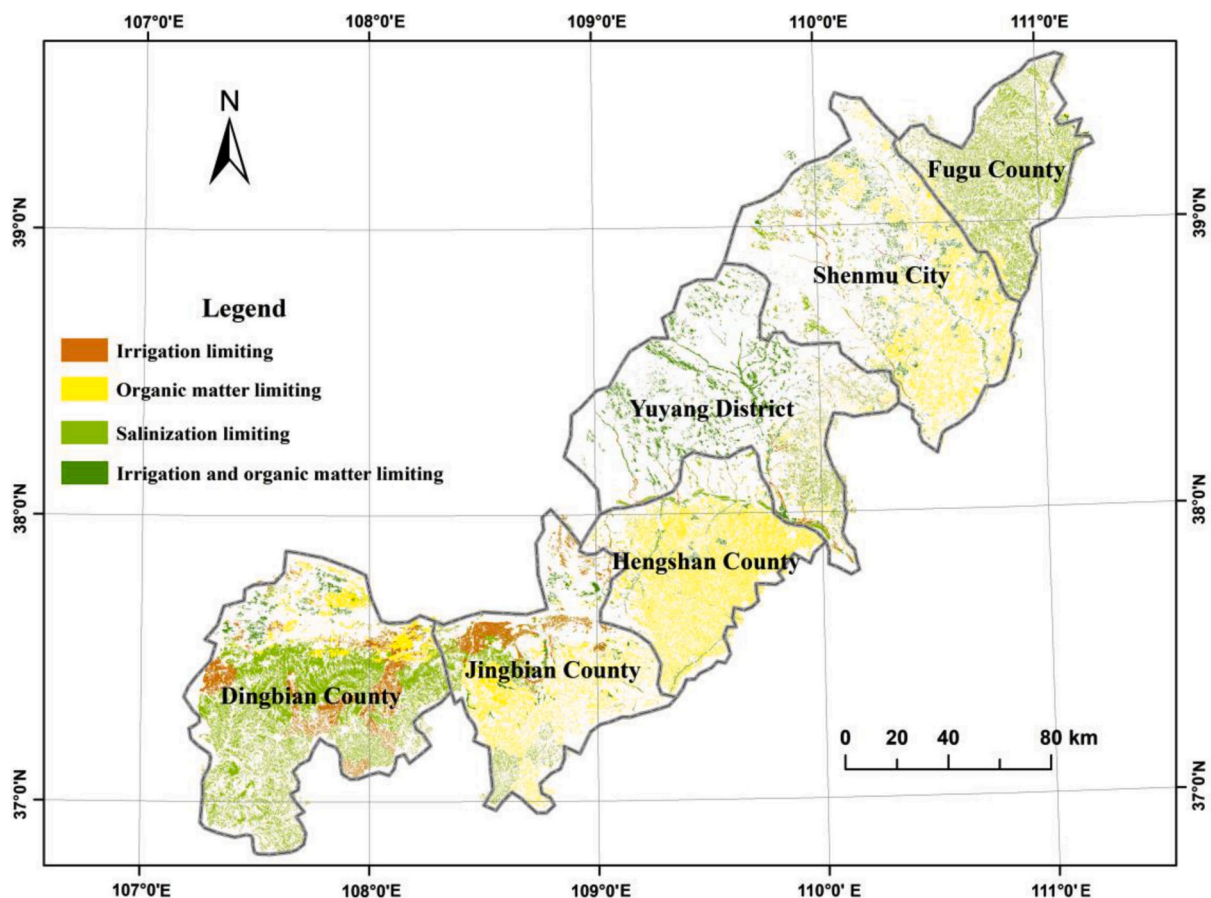 107°0'E 108°0'E 109°0'E 110°0'E 111°0'E
N
Fugu County
39°0'N 39°0'N
Shenmu City
Legend
Irrigation limiting
Organic matter limiting
Yuyang District
Salinization limiting
Irrigation and organic matter limiting
38°0'N 38°0'N
Hengshan County
Jingbian County
Dingbian County
0 20 40 80 km
37°0'N 37°0'N
107°0'E 108°0'E 109°0'E 110°0'E 111°0'E